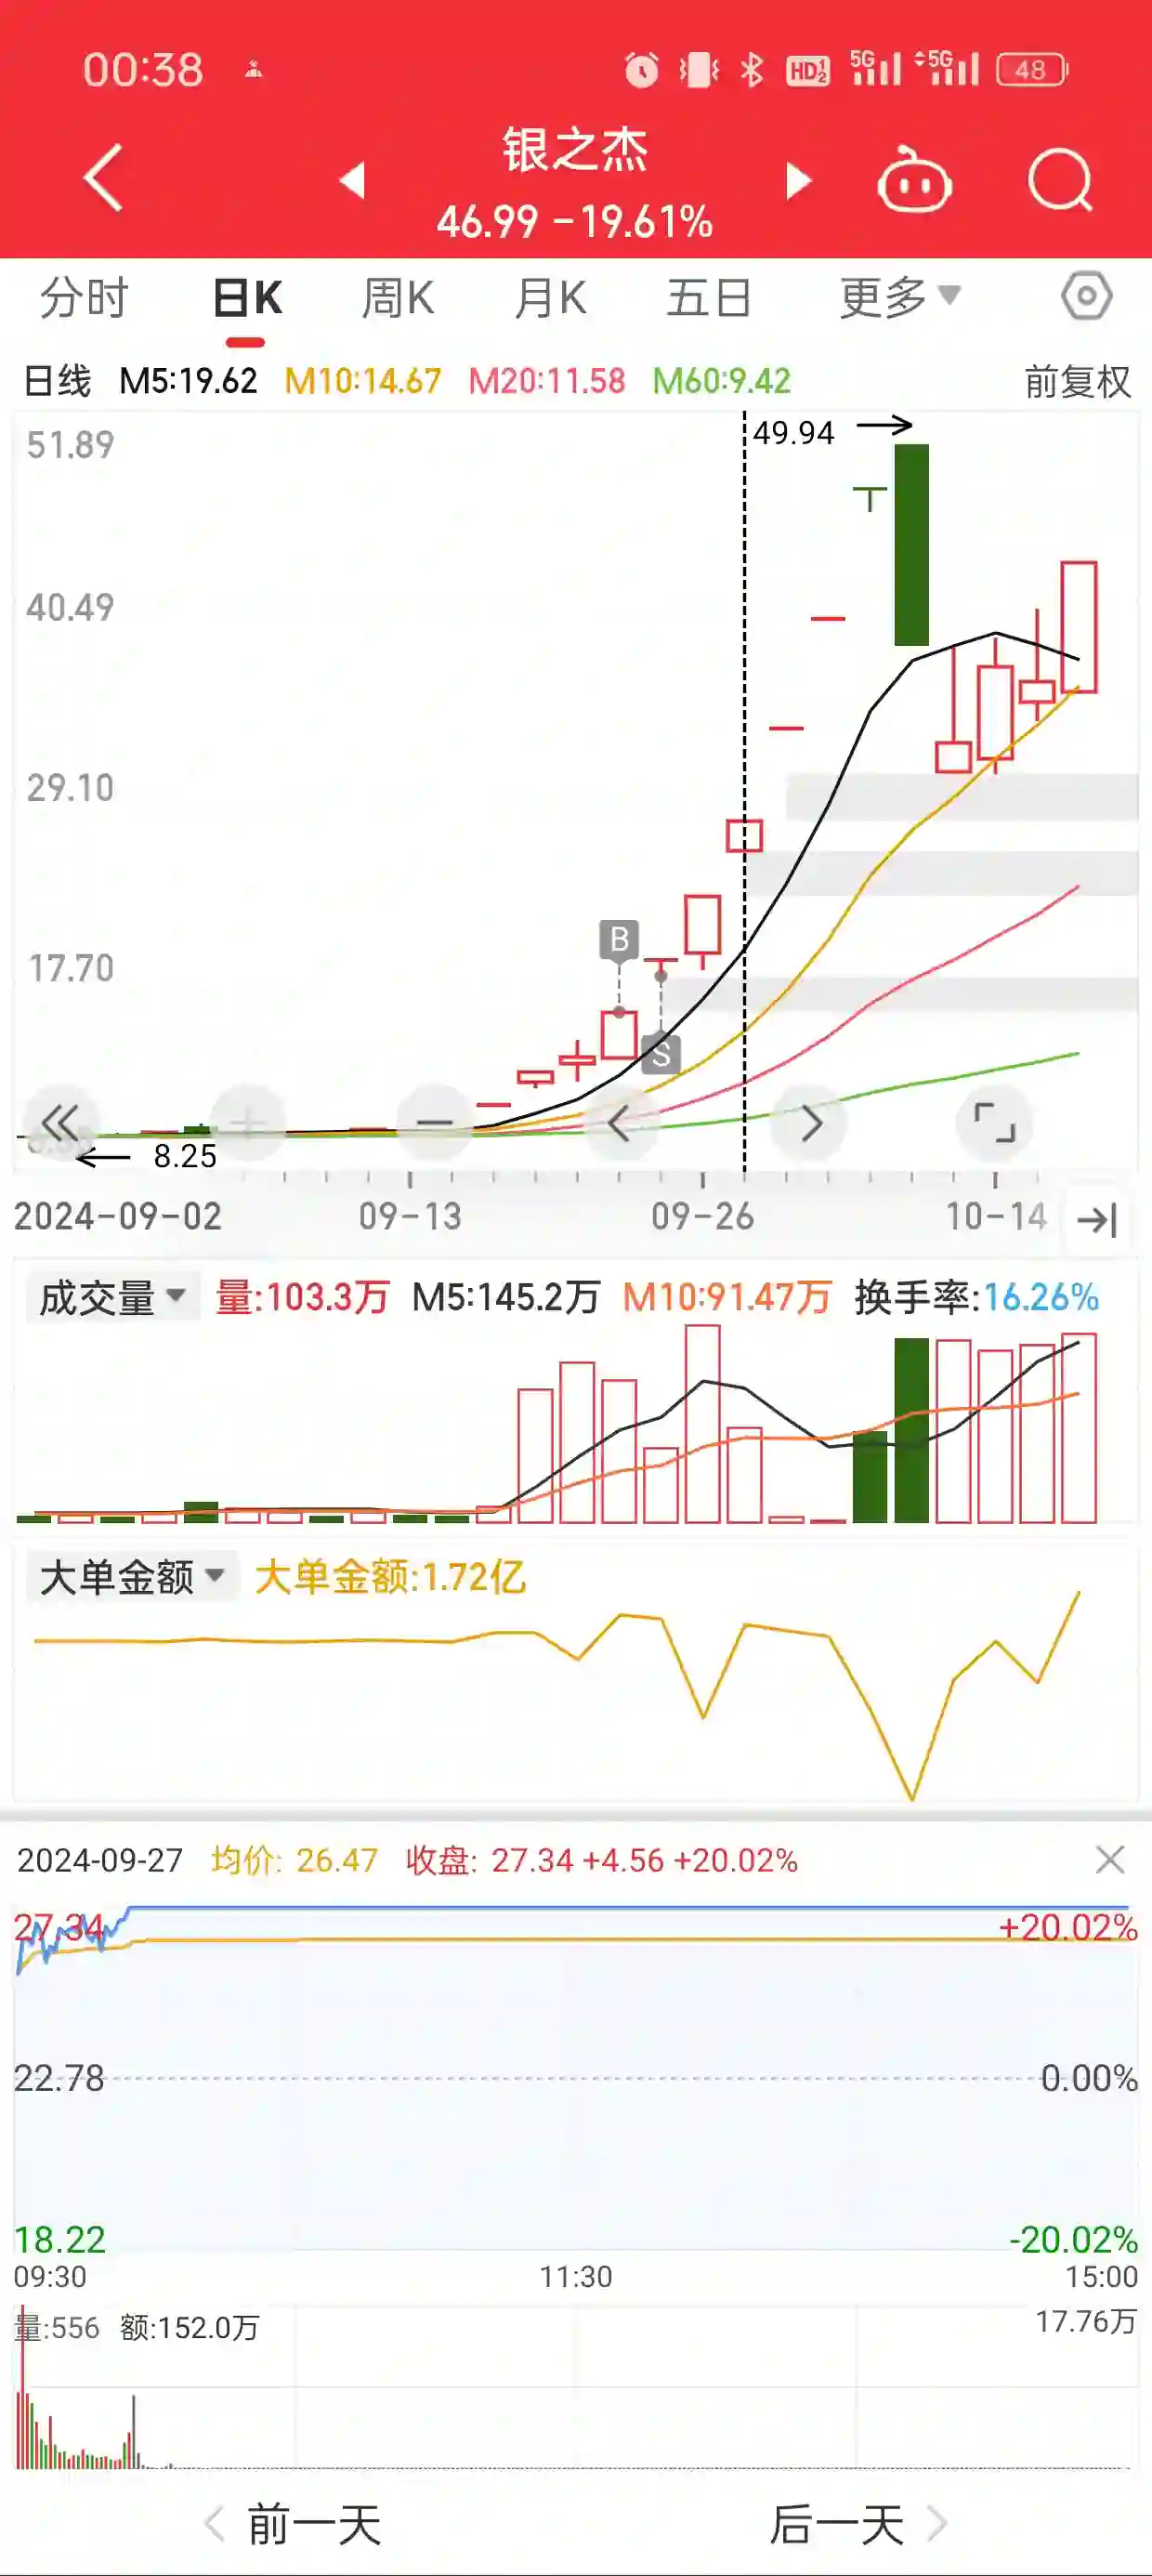 00:38 HD 1 2 5G 5G 48
银之杰
46.99 -19.61%
分时 日K 周K 月K 五日 更多
日线 M5:19.62 M10:14.67 M20:11.58 M60:9.42 前复权
51.89
49.94
40.49
29.10
B
17.70
S
8.25
2024-09-02 09-13 09-26 10-14
成交量 量:103.3万 M5:145.2万 M10:91.47万 换手率:16.26%
大单金额 大单金额:1.72亿
2024-09-27 均价: 26.47 收盘: 27.34 +4.56 +20.02%
27.34 +20.02%
22.78 0.00%
18.22 -20.02%
09:30 11:30 15:00
量:556 额:152.0万 17.76万
前一天 后一天